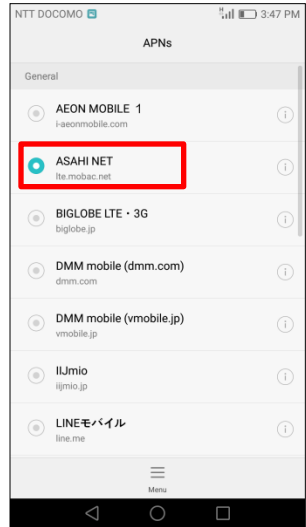 NTT DOCOMO 3:47 PM
APNs
General
AEON MOBILE 1
i-aeonmobile.com
ASAHI NET
lte.mobac.net
BIGLOBE LTE・3G
biglobe.jp
DMM mobile (dmm.com)
dmm.com
DMM mobile (vmobile.jp)
vmobile.jp
IIJmio
iijmio.jp
LINEモバイル
line.me
Menu